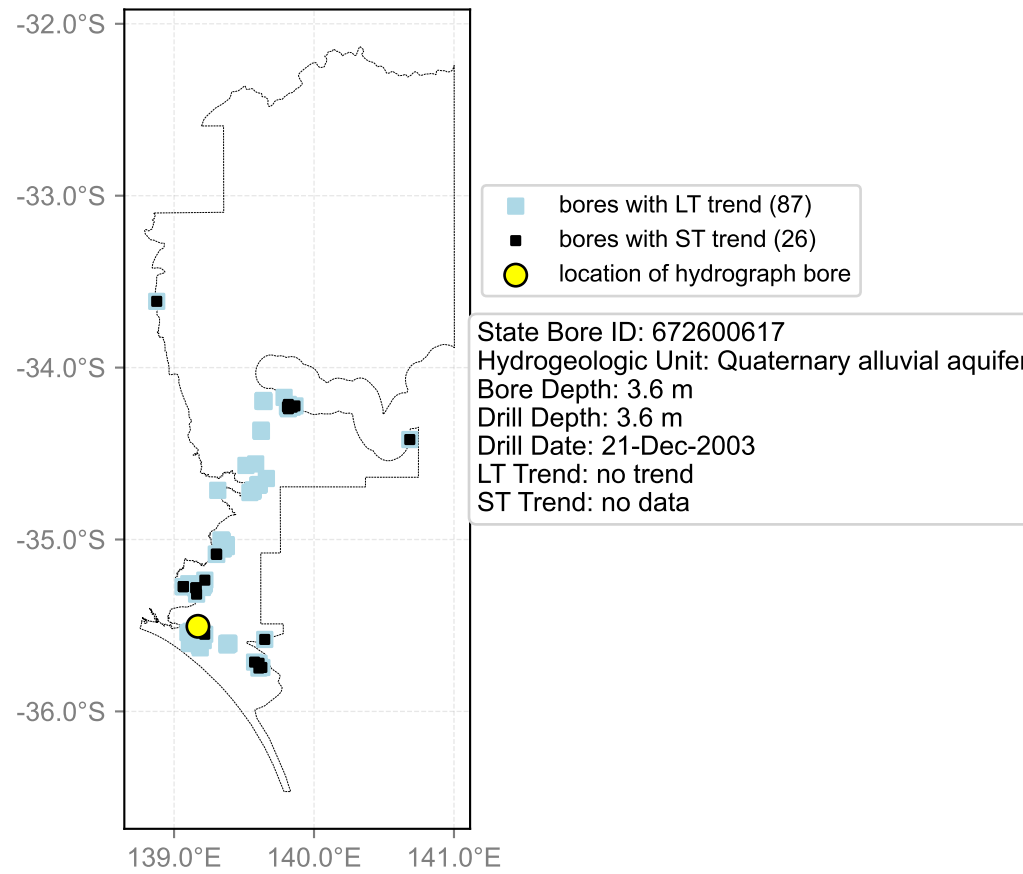 -32.0°S
-33.0°S
-34.0°S
-35.0°S
-36.0°S
139.0°E 140.0°E 141.0°E
bores with LT trend (87)
bores with ST trend (26)
location of hydrograph bore
State Bore ID: 672600617
Hydrogeologic Unit: Quaternary alluvial aquifer
Bore Depth: 3.6 m
Drill Depth: 3.6 m
Drill Date: 21-Dec-2003
LT Trend: no trend
ST Trend: no data